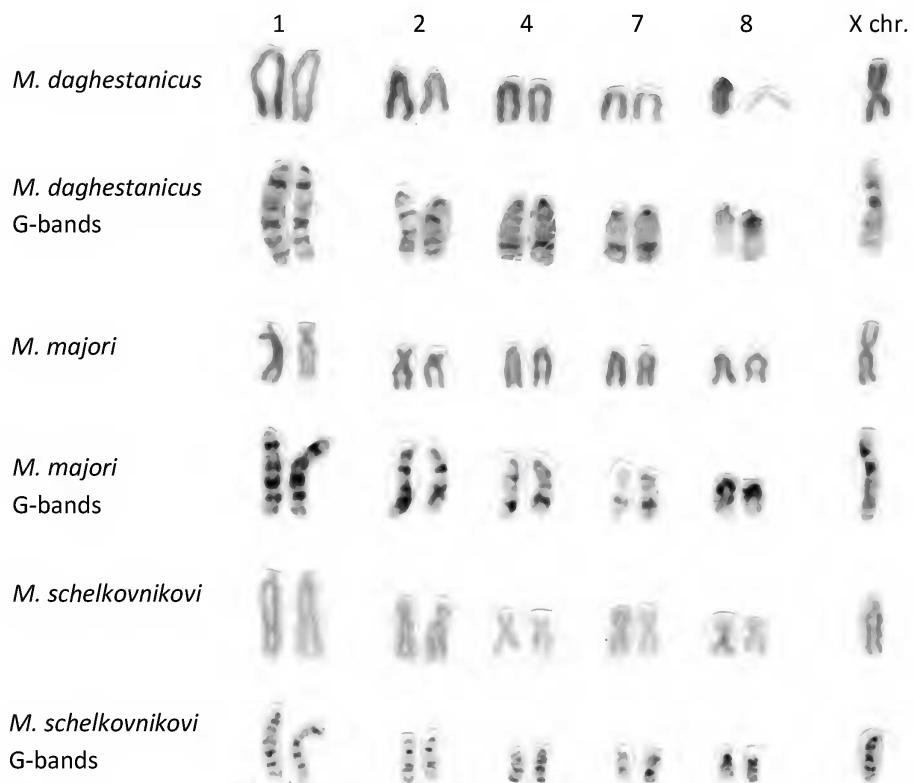 1 2 4 7 8 X chr.
M. daghestanicus
M. daghestanicus
G-bands
M. majori
M. majori
G-bands
M. schelkovnikovi
M. schelkovnikovi
G-bands